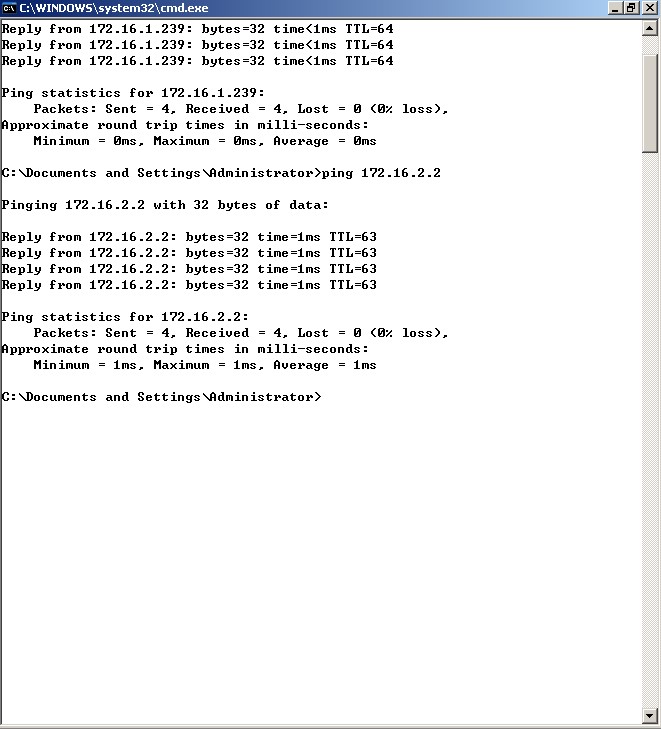 C:\WINDOWS\system32\cmd.exe
Reply from 172.16.1.239: bytes=32 time<1ms TTL=64
Reply from 172.16.1.239: bytes=32 time<1ms TTL=64
Reply from 172.16.1.239: bytes=32 time<1ms TTL=64
Ping statistics for 172.16.1.239:
    Packets: Sent = 4, Received = 4, Lost = 0 (0% loss),
Approximate round trip times in milli-seconds:
    Minimum = 0ms, Maximum = 0ms, Average = 0ms
C:\Documents and Settings\Administrator>ping 172.16.2.2
Pinging 172.16.2.2 with 32 bytes of data:
Reply from 172.16.2.2: bytes=32 time=1ms TTL=63
Reply from 172.16.2.2: bytes=32 time=1ms TTL=63
Reply from 172.16.2.2: bytes=32 time=1ms TTL=63
Reply from 172.16.2.2: bytes=32 time=1ms TTL=63
Ping statistics for 172.16.2.2:
    Packets: Sent = 4, Received = 4, Lost = 0 (0% loss),
Approximate round trip times in milli-seconds:
    Minimum = 1ms, Maximum = 1ms, Average = 1ms
C:\Documents and Settings\Administrator>